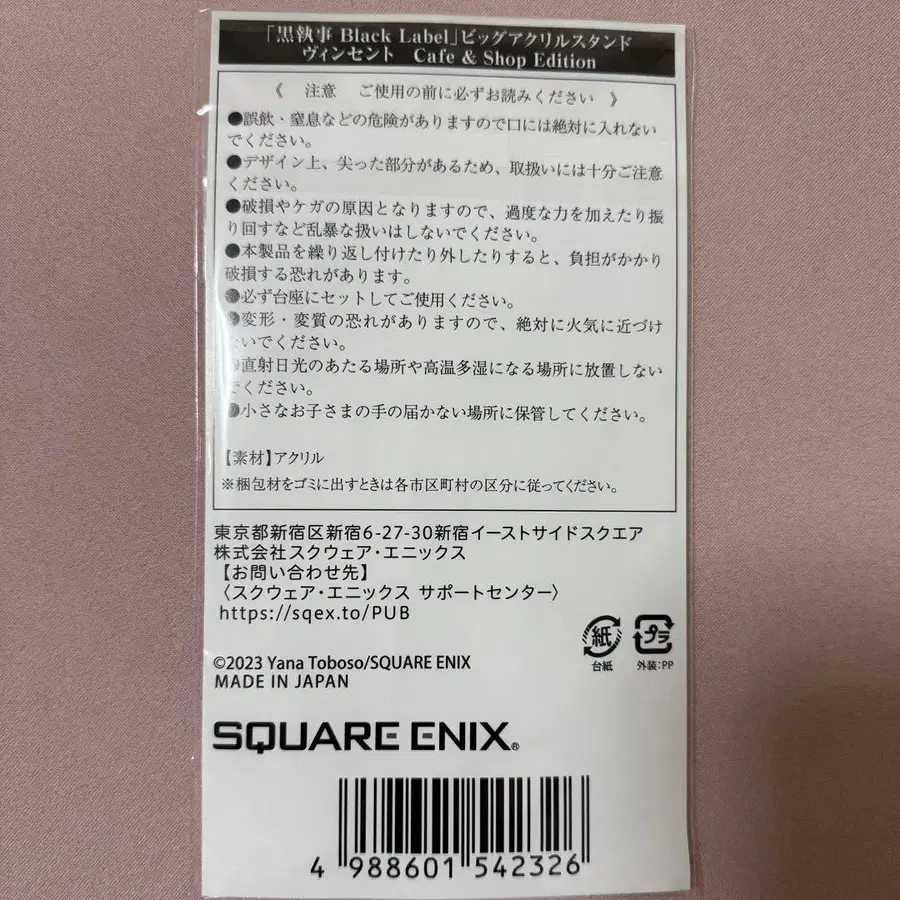 「黒執事 Black Label」ビッグアクリルスタンド
ヴィンセント Cafe & Shop Edition
《 注意 ご使用の前に必ずお読みください 》
●誤飲・窒息などの危険がありますので口には絶対に入れない
でください。
●デザイン上、尖った部分があるため、取扱いには十分ご注意
ください。
●破損やケガの原因となりますので、過度な力を加えたり振
り回すなど乱暴な扱いはしないでください。
●本製品を繰り返し付けたり外したりすると、負担がかかり
破損する恐れがあります。
●必ず台座にセットしてご使用ください。
●変形・変質の恐れがありますので、絶対に火気に近づけ
ないでください。
●直射日光のあたる場所や高温多湿になる場所に放置しない
でください。
●小さなお子さまの手の届かない場所に保管してください。
【素材】アクリル
※梱包材をゴミに出すときは各市区町村の区分に従ってください。
東京都新宿区新宿6-27-30新宿イーストサイドスクエア
株式会社スクウェア・エニックス
【お問い合わせ先】
〈スクウェア・エニックス サポートセンター〉
https://sqex.to/PUB
紙
台紙
プラ
外装:PP
©2023 Yana Toboso/SQUARE ENIX
MADE IN JAPAN
SQUARE ENIX®
4 988601 542326